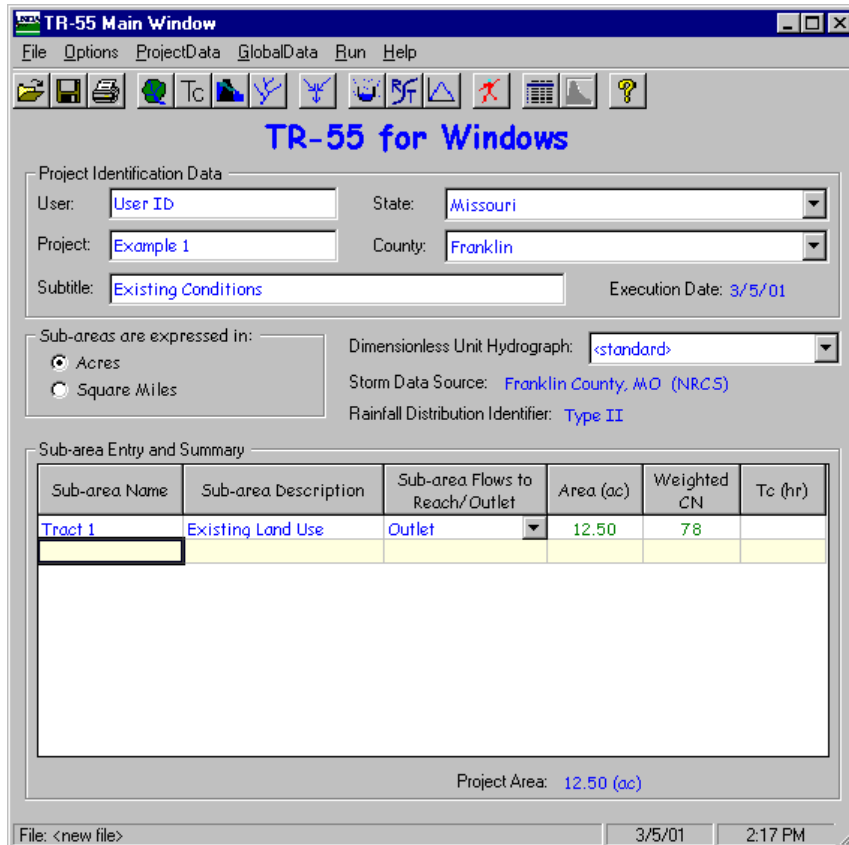 TR-55 Main Window
File Options ProjectData GlobalData Run Help
Tc
TR-55 for Windows
Project Identification Data
User: User ID State: Missouri
Project: Example 1 County: Franklin
Subtitle: Existing Conditions Execution Date: 3/5/01
Sub-areas are expressed in:
Acres
Square Miles
Dimensionless Unit Hydrograph: <standard>
Storm Data Source: Franklin County, MO (NRCS)
Rainfall Distribution Identifier: Type II
Sub-area Entry and Summary
Sub-area Name Sub-area Description Sub-area Flows to Reach/Outlet Area (ac) Weighted CN Tc (hr)
Tract 1 Existing Land Use Outlet 12.50 78
Project Area: 12.50 (ac)
File: <new file> 3/5/01 2:17 PM